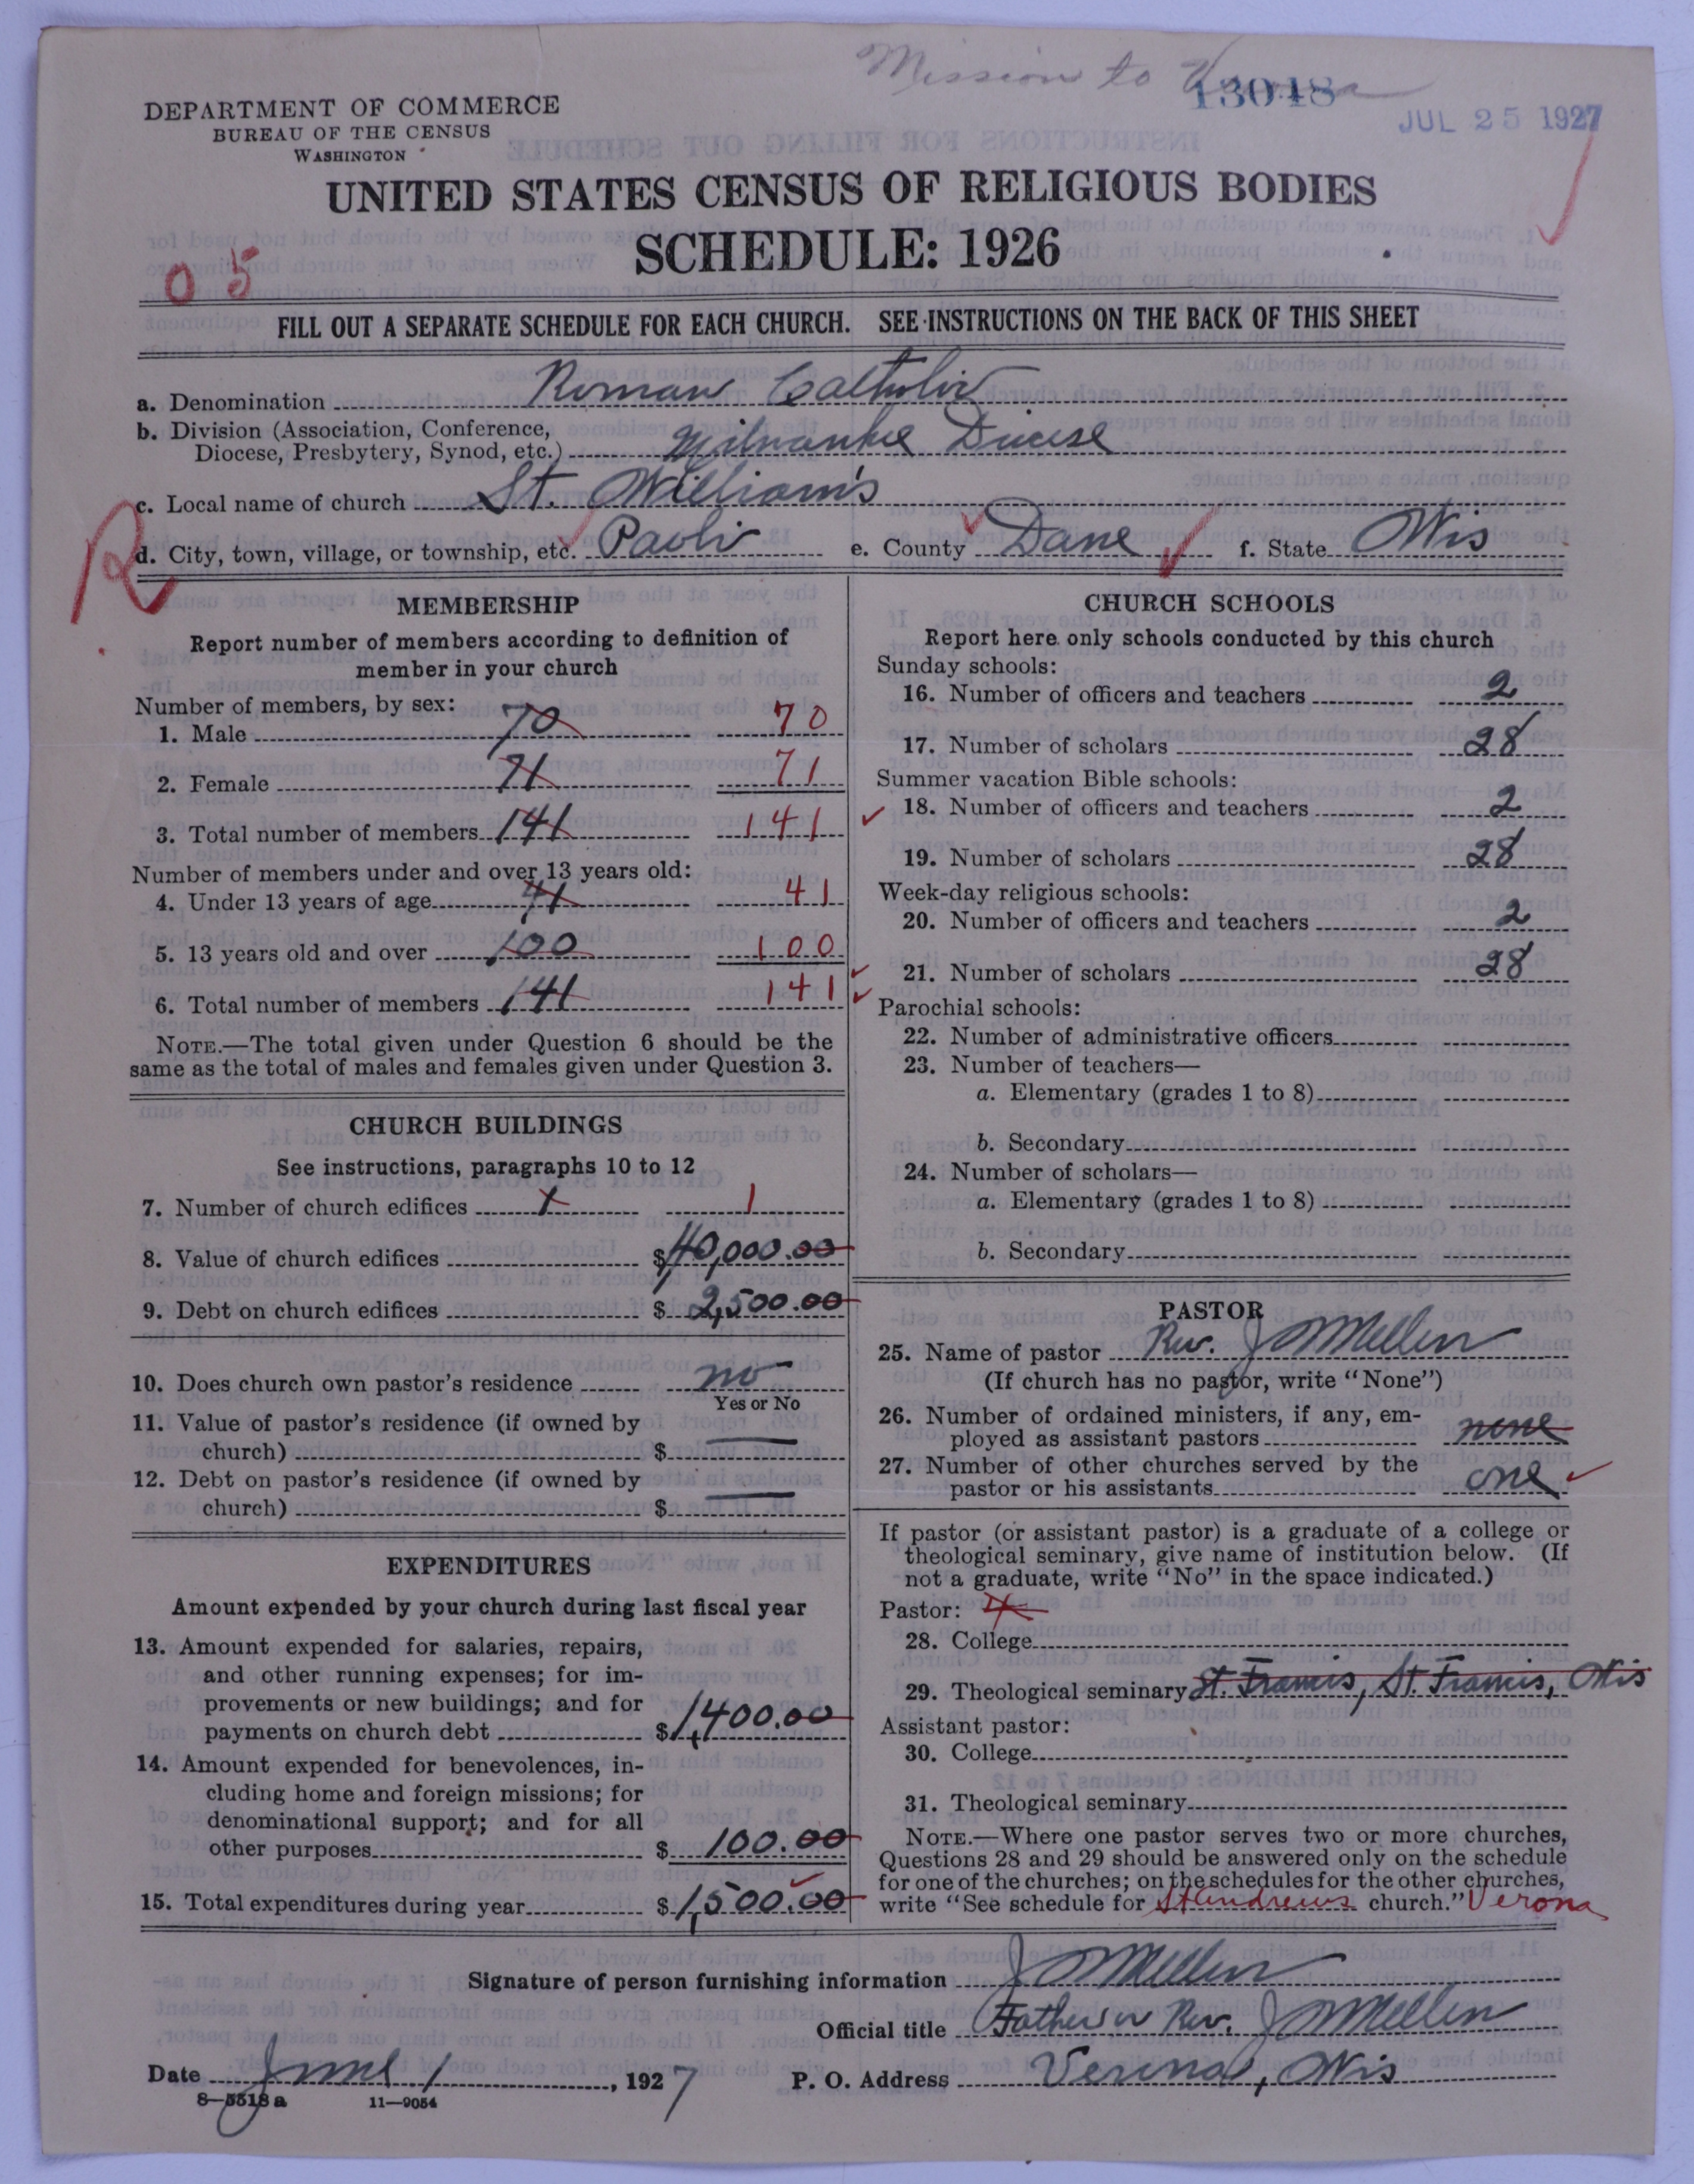 Mission to Verona
13048
JUL 25 1927
DEPARTMENT OF COMMERCE
BUREAU OF THE CENSUS
WASHINGTON
UNITED STATES CENSUS OF RELIGIOUS BODIES
SCHEDULE: 1926
0 5
FILL OUT A SEPARATE SCHEDULE FOR EACH CHURCH. SEE INSTRUCTIONS ON THE BACK OF THIS SHEET
a. Denomination Roman Catholic
b. Division (Association, Conference,
Diocese, Presbytery, Synod, etc.) Milwaukee Diocese
c. Local name of church St. William's
R
d. City, town, village, or township, etc. Paoli e. County Dane f. State Wis
MEMBERSHIP
Report number of members according to definition of
member in your church
Number of members, by sex:
1. Male 70 70
2. Female 71 71
3. Total number of members 141 141
Number of members under and over 13 years old:
4. Under 13 years of age 41 41
5. 13 years old and over 100 100
6. Total number of members 141 141
NOTE.—The total given under Question 6 should be the
same as the total of males and females given under Question 3.
CHURCH BUILDINGS
See instructions, paragraphs 10 to 12
7. Number of church edifices 1 1
8. Value of church edifices $40,000.00
9. Debt on church edifices $2,500.00
10. Does church own pastor's residence no
Yes or No
11. Value of pastor's residence (if owned by
church) $
12. Debt on pastor's residence (if owned by
church) $
EXPENDITURES
Amount expended by your church during last fiscal year
13. Amount expended for salaries, repairs,
and other running expenses; for im-
provements or new buildings; and for
payments on church debt $1,400.00
14. Amount expended for benevolences, in-
cluding home and foreign missions; for
denominational support; and for all
other purposes $100.00
15. Total expenditures during year $1,500.00
CHURCH SCHOOLS
Report here only schools conducted by this church
Sunday schools:
16. Number of officers and teachers 2
17. Number of scholars 28
Summer vacation Bible schools:
18. Number of officers and teachers 2
19. Number of scholars 28
Week-day religious schools:
20. Number of officers and teachers 2
21. Number of scholars 28
Parochial schools:
22. Number of administrative officers
23. Number of teachers—
a. Elementary (grades 1 to 8)
b. Secondary
24. Number of scholars—
a. Elementary (grades 1 to 8)
b. Secondary
PASTOR
25. Name of pastor Rev. J M Mellen
(If church has no pastor, write "None")
26. Number of ordained ministers, if any, em-
ployed as assistant pastors none
27. Number of other churches served by the
pastor or his assistants one
If pastor (or assistant pastor) is a graduate of a college or
theological seminary, give name of institution below. (If
not a graduate, write "No" in the space indicated.)
Pastor:
28. College
29. Theological seminary St. Francis, St. Francis, Wis
Assistant pastor:
30. College
31. Theological seminary
NOTE.—Where one pastor serves two or more churches,
Questions 28 and 29 should be answered only on the schedule
for one of the churches; on the schedules for the other churches,
write "See schedule for St Andrews church." Verona
Signature of person furnishing information J M Mellen
Official title Father or Rev. J M Mellen
Date June 1, 1927 P. O. Address Verona, Wis
8—5518a 11—9054